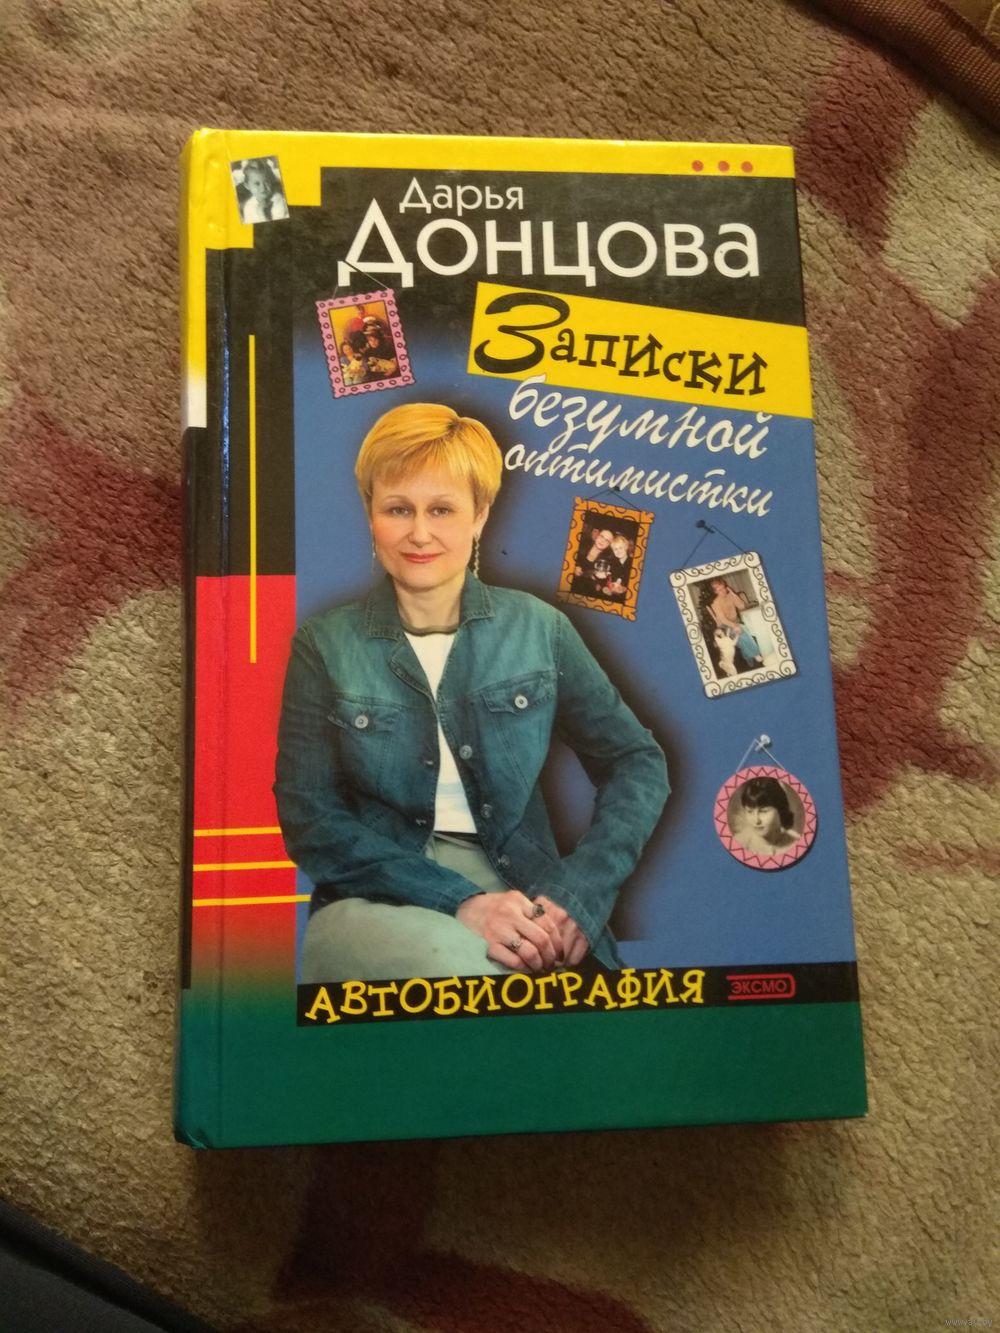 Дарья
Донцова
Записки
безумной
оптимистки
АВТОБИОГРАФИЯ
ЭКСМО